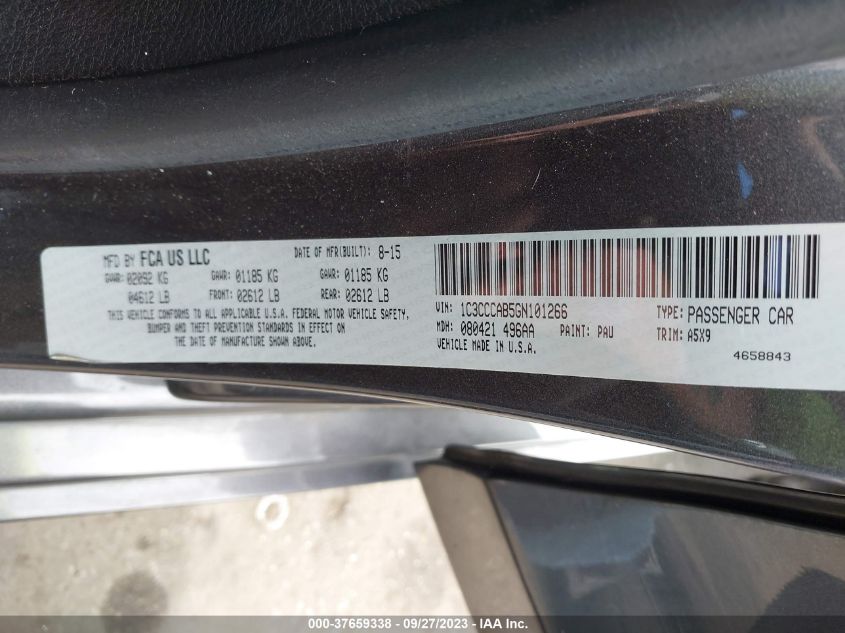 MFD BY FCA US LLC
DATE OF MFR(BUILT): 8-15
GVWR: 02092 KG
GAWR: 01185 KG
GAWR: 01185 KG
04612 LB
FRONT: 02612 LB
REAR: 02612 LB
THIS VEHICLE CONFORMS TO ALL APPLICABLE U.S.A. FEDERAL MOTOR VEHICLE SAFETY,
BUMPER AND THEFT PREVENTION STANDARDS IN EFFECT ON
THE DATE OF MANUFACTURE SHOWN ABOVE.
VIN: 1C3CCCAB5GN101266
TYPE: PASSENGER CAR
MDH: 080421 496AA
PAINT: PAU
TRIM: A5X9
VEHICLE MADE IN U.S.A.
4658843
000-37659338 - 09/27/2023 - IAA Inc.